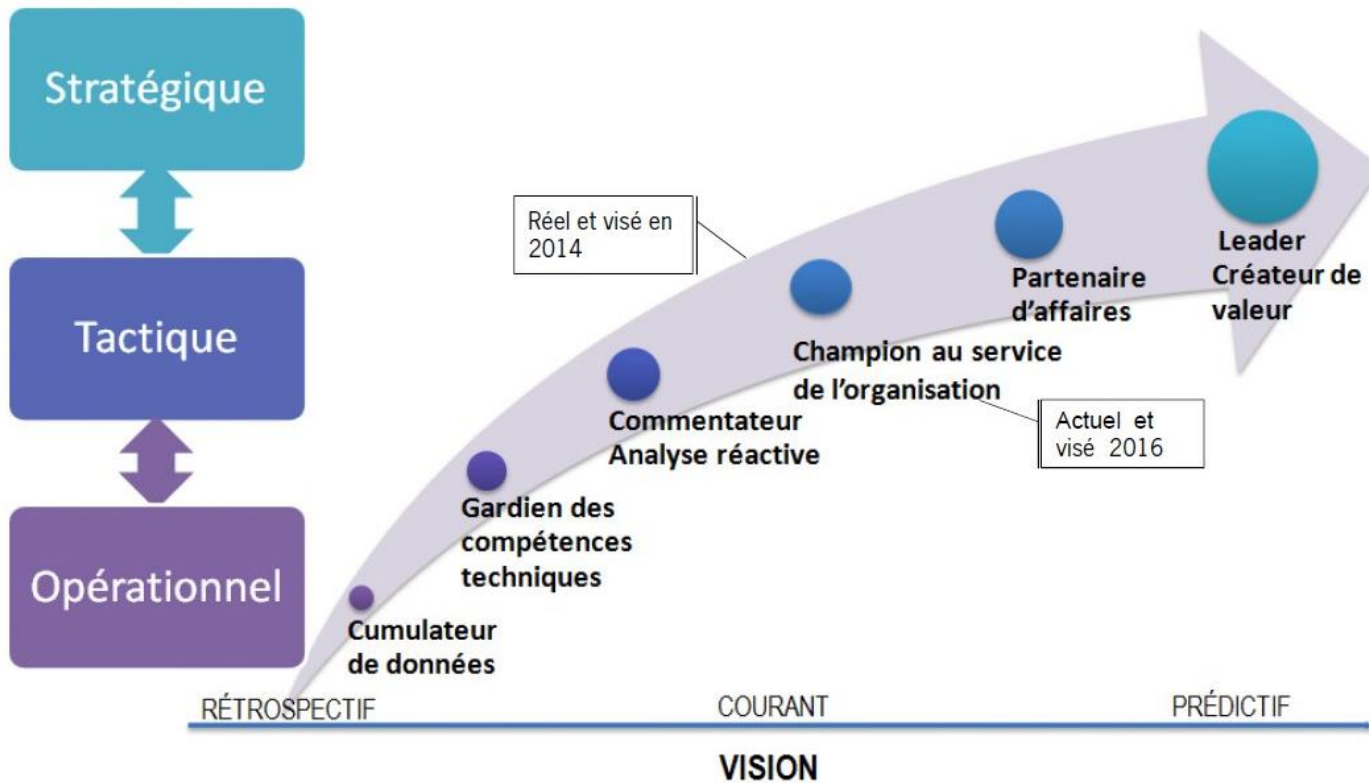 Stratégique
Tactique
Opérationnel
Réel et visé en
2014
Leader
Créateur de
valeur
Partenaire
d'affaires
Champion au service
de l'organisation
Actuel et
visé 2016
Commentateur
Analyse réactive
Gardien des
compétences
techniques
Cumulateur
de données
RÉTROSPECTIF
COURANT
PRÉDICTIF
VISION